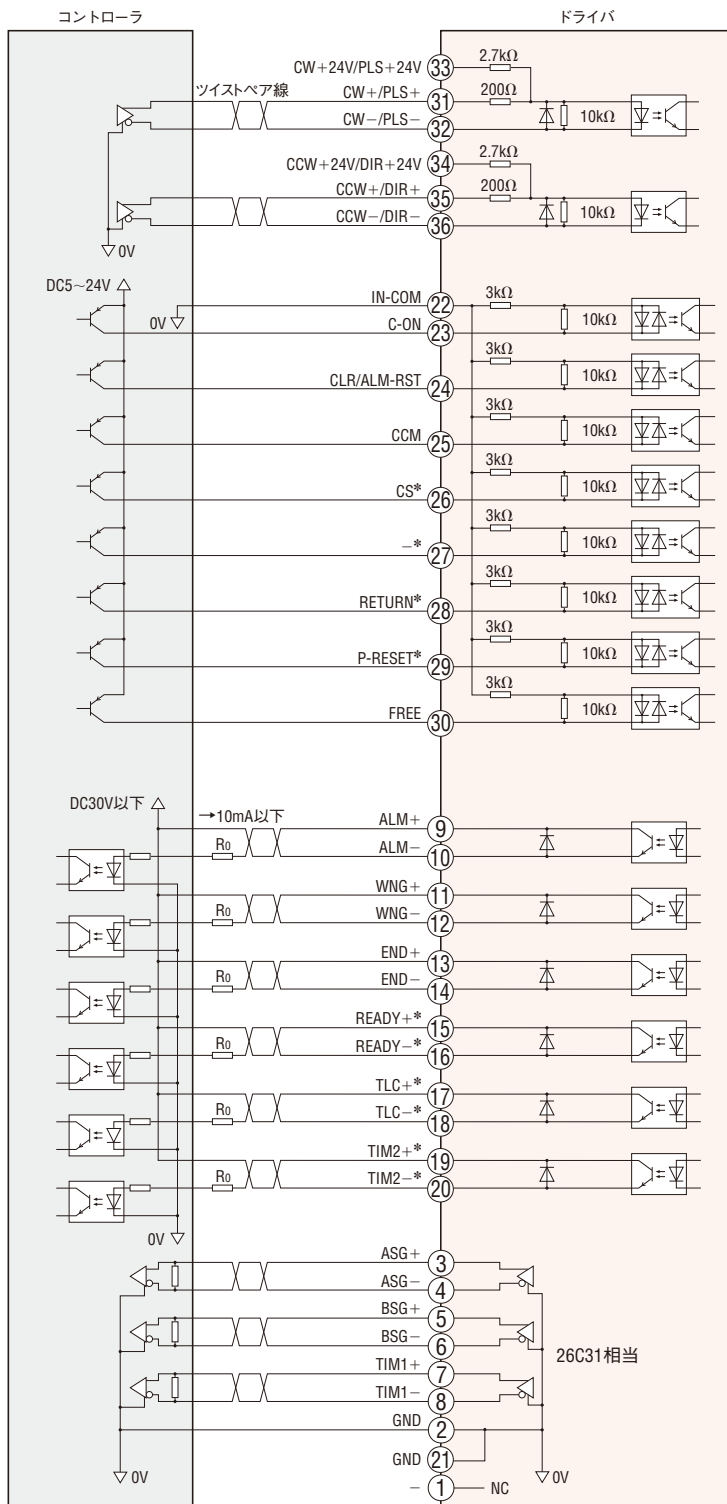 コントローラ
ドライバ
CW+24V/PLS+24V 33 2.7kΩ
ツイストペア線 CW+/PLS+ 31 200Ω
CW−/PLS− 32 10kΩ
CCW+24V/DIR+24V 34 2.7kΩ
CCW+/DIR+ 35 200Ω
CCW−/DIR− 36 10kΩ
0V
DC5~24V
IN-COM 22 3kΩ
0V C-ON 23 10kΩ
3kΩ
CLR/ALM-RST 24 10kΩ
3kΩ
CCM 25 10kΩ
3kΩ
CS* 26 10kΩ
3kΩ
−* 27 10kΩ
3kΩ
RETURN* 28 10kΩ
3kΩ
P-RESET* 29 10kΩ
3kΩ
FREE 30 10kΩ
DC30V以下
→10mA以下 ALM+ 9
R0 ALM− 10
WNG+ 11
R0 WNG− 12
END+ 13
R0 END− 14
READY+* 15
R0 READY−* 16
TLC+* 17
R0 TLC−* 18
TIM2+* 19
R0 TIM2−* 20
0V
ASG+ 3
ASG− 4
BSG+ 5
BSG− 6
26C31相当
TIM1+ 7
TIM1− 8
GND 2
GND 21
0V 0V
− 1 NC